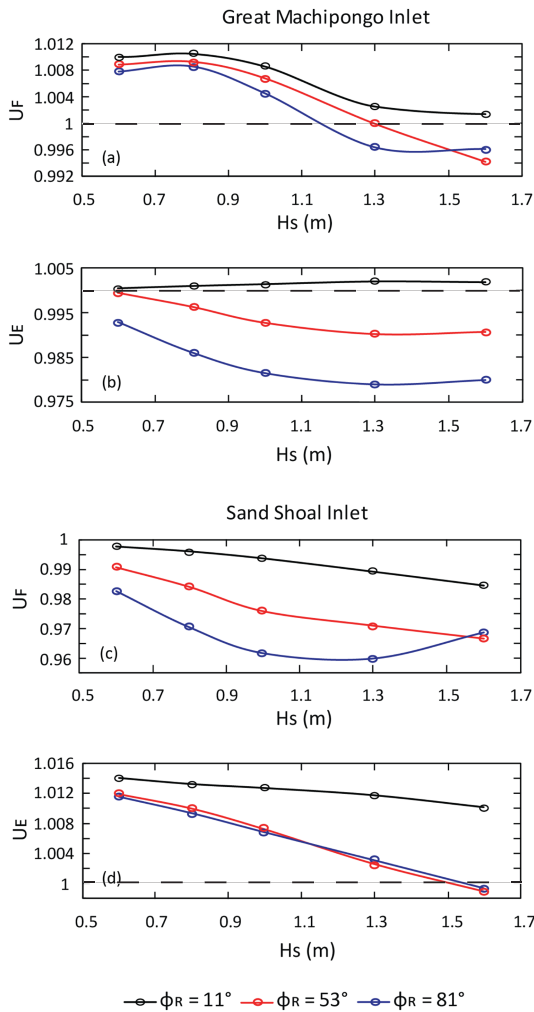 Great Machipongo Inlet
1.012
1.008
1.004
1
0.996
0.992
UF
(a)
0.5 0.7 0.9 1.1 1.3 1.5 1.7
Hs (m)
1.005
0.995
0.985
0.975
UE
(b)
0.5 0.7 0.9 1.1 1.3 1.5 1.7
Hs (m)
Sand Shoal Inlet
1
0.99
0.98
0.97
0.96
UF
(c)
0.5 0.7 0.9 1.1 1.3 1.5 1.7
Hs (m)
1.016
1.012
1.008
1.004
1
UE
(d)
0.5 0.7 0.9 1.1 1.3 1.5 1.7
Hs (m)
ϕR = 11° ϕR = 53° ϕR = 81°